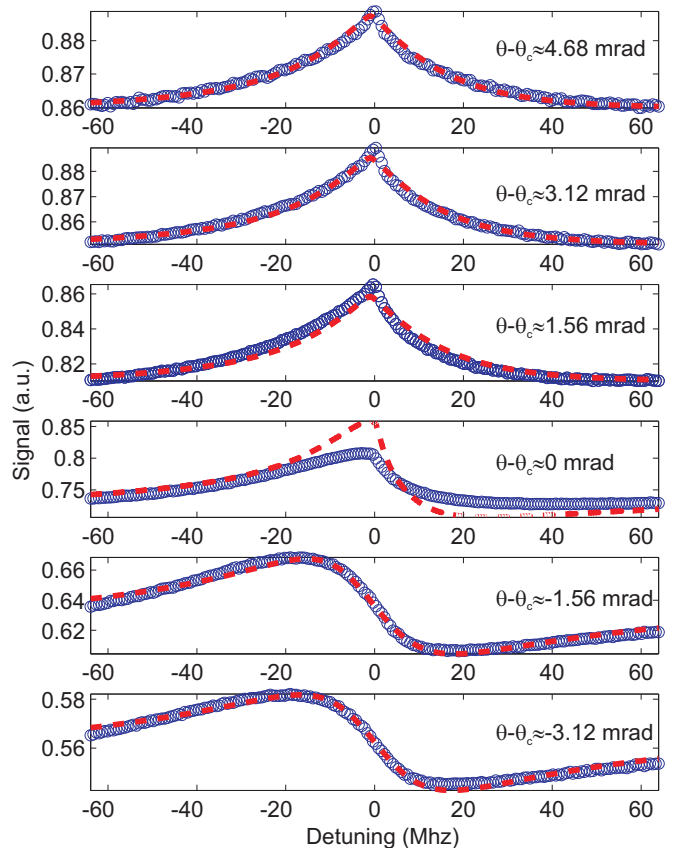 0.88
0.87
0.86
θ-θc≈4.68 mrad
-60 -40 -20 0 20 40 60
0.88
0.87
0.86
θ-θc≈3.12 mrad
-60 -40 -20 0 20 40 60
0.86
0.84
0.82
θ-θc≈1.56 mrad
-60 -40 -20 0 20 40 60
Signal (a.u.)
0.85
0.8
0.75
θ-θc≈0 mrad
-60 -40 -20 0 20 40 60
0.66
0.64
0.62
θ-θc≈-1.56 mrad
-60 -40 -20 0 20 40 60
0.58
0.56
θ-θc≈-3.12 mrad
-60 -40 -20 0 20 40 60
Detuning (Mhz)